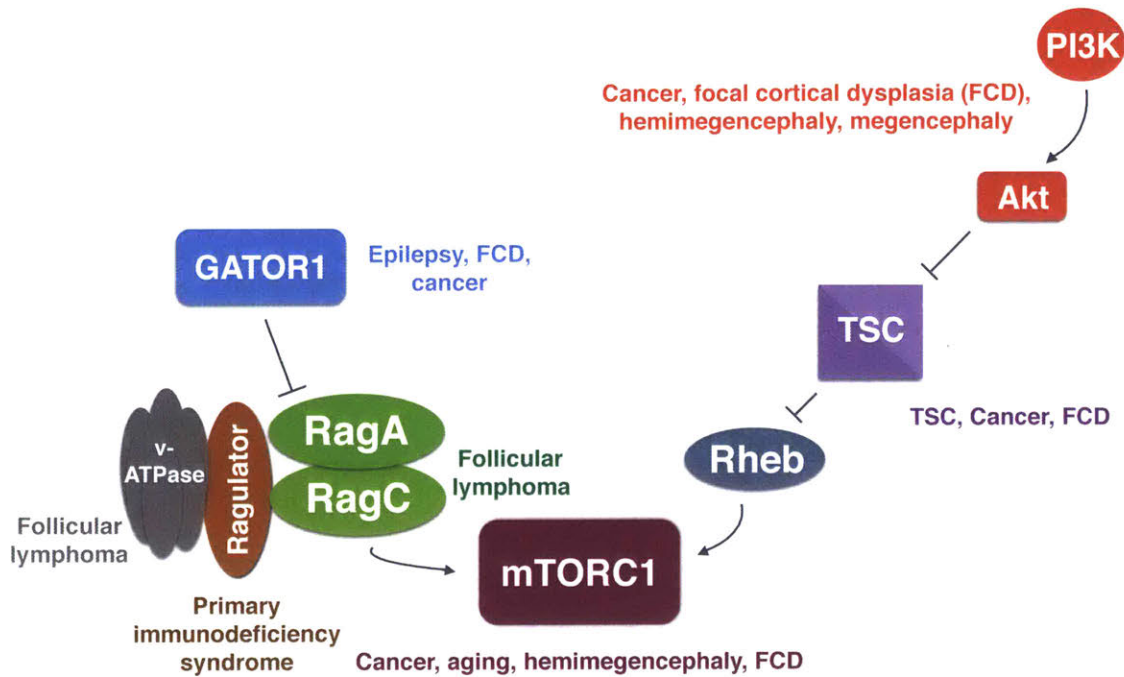 PI3K
Cancer, focal cortical dysplasia (FCD),
hemimegencephaly, megencephaly
Akt
GATOR1
Epilepsy, FCD,
cancer
TSC
TSC, Cancer, FCD
v-
ATPase
Ragulator
RagA
RagC
Follicular
lymphoma
Rheb
Follicular
lymphoma
mTORC1
Primary
immunodeficiency
syndrome
Cancer, aging, hemimegencephaly, FCD